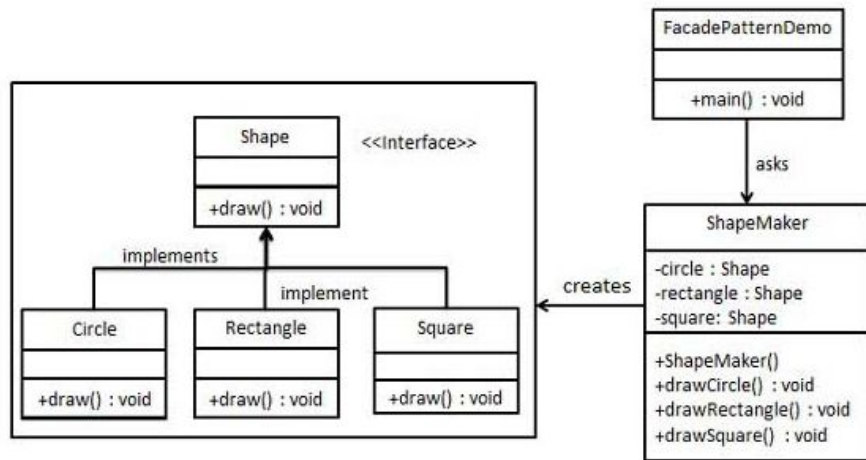 FacadePatternDemo
+main() : void
asks
Shape
<<Interface>>
+draw() : void
implements
implement
Circle
+draw() : void
Rectangle
+draw() : void
Square
+draw() : void
creates
ShapeMaker
-circle : Shape
-rectangle : Shape
-square: Shape
+ShapeMaker()
+drawCircle() : void
+drawRectangle() : void
+drawSquare() : void